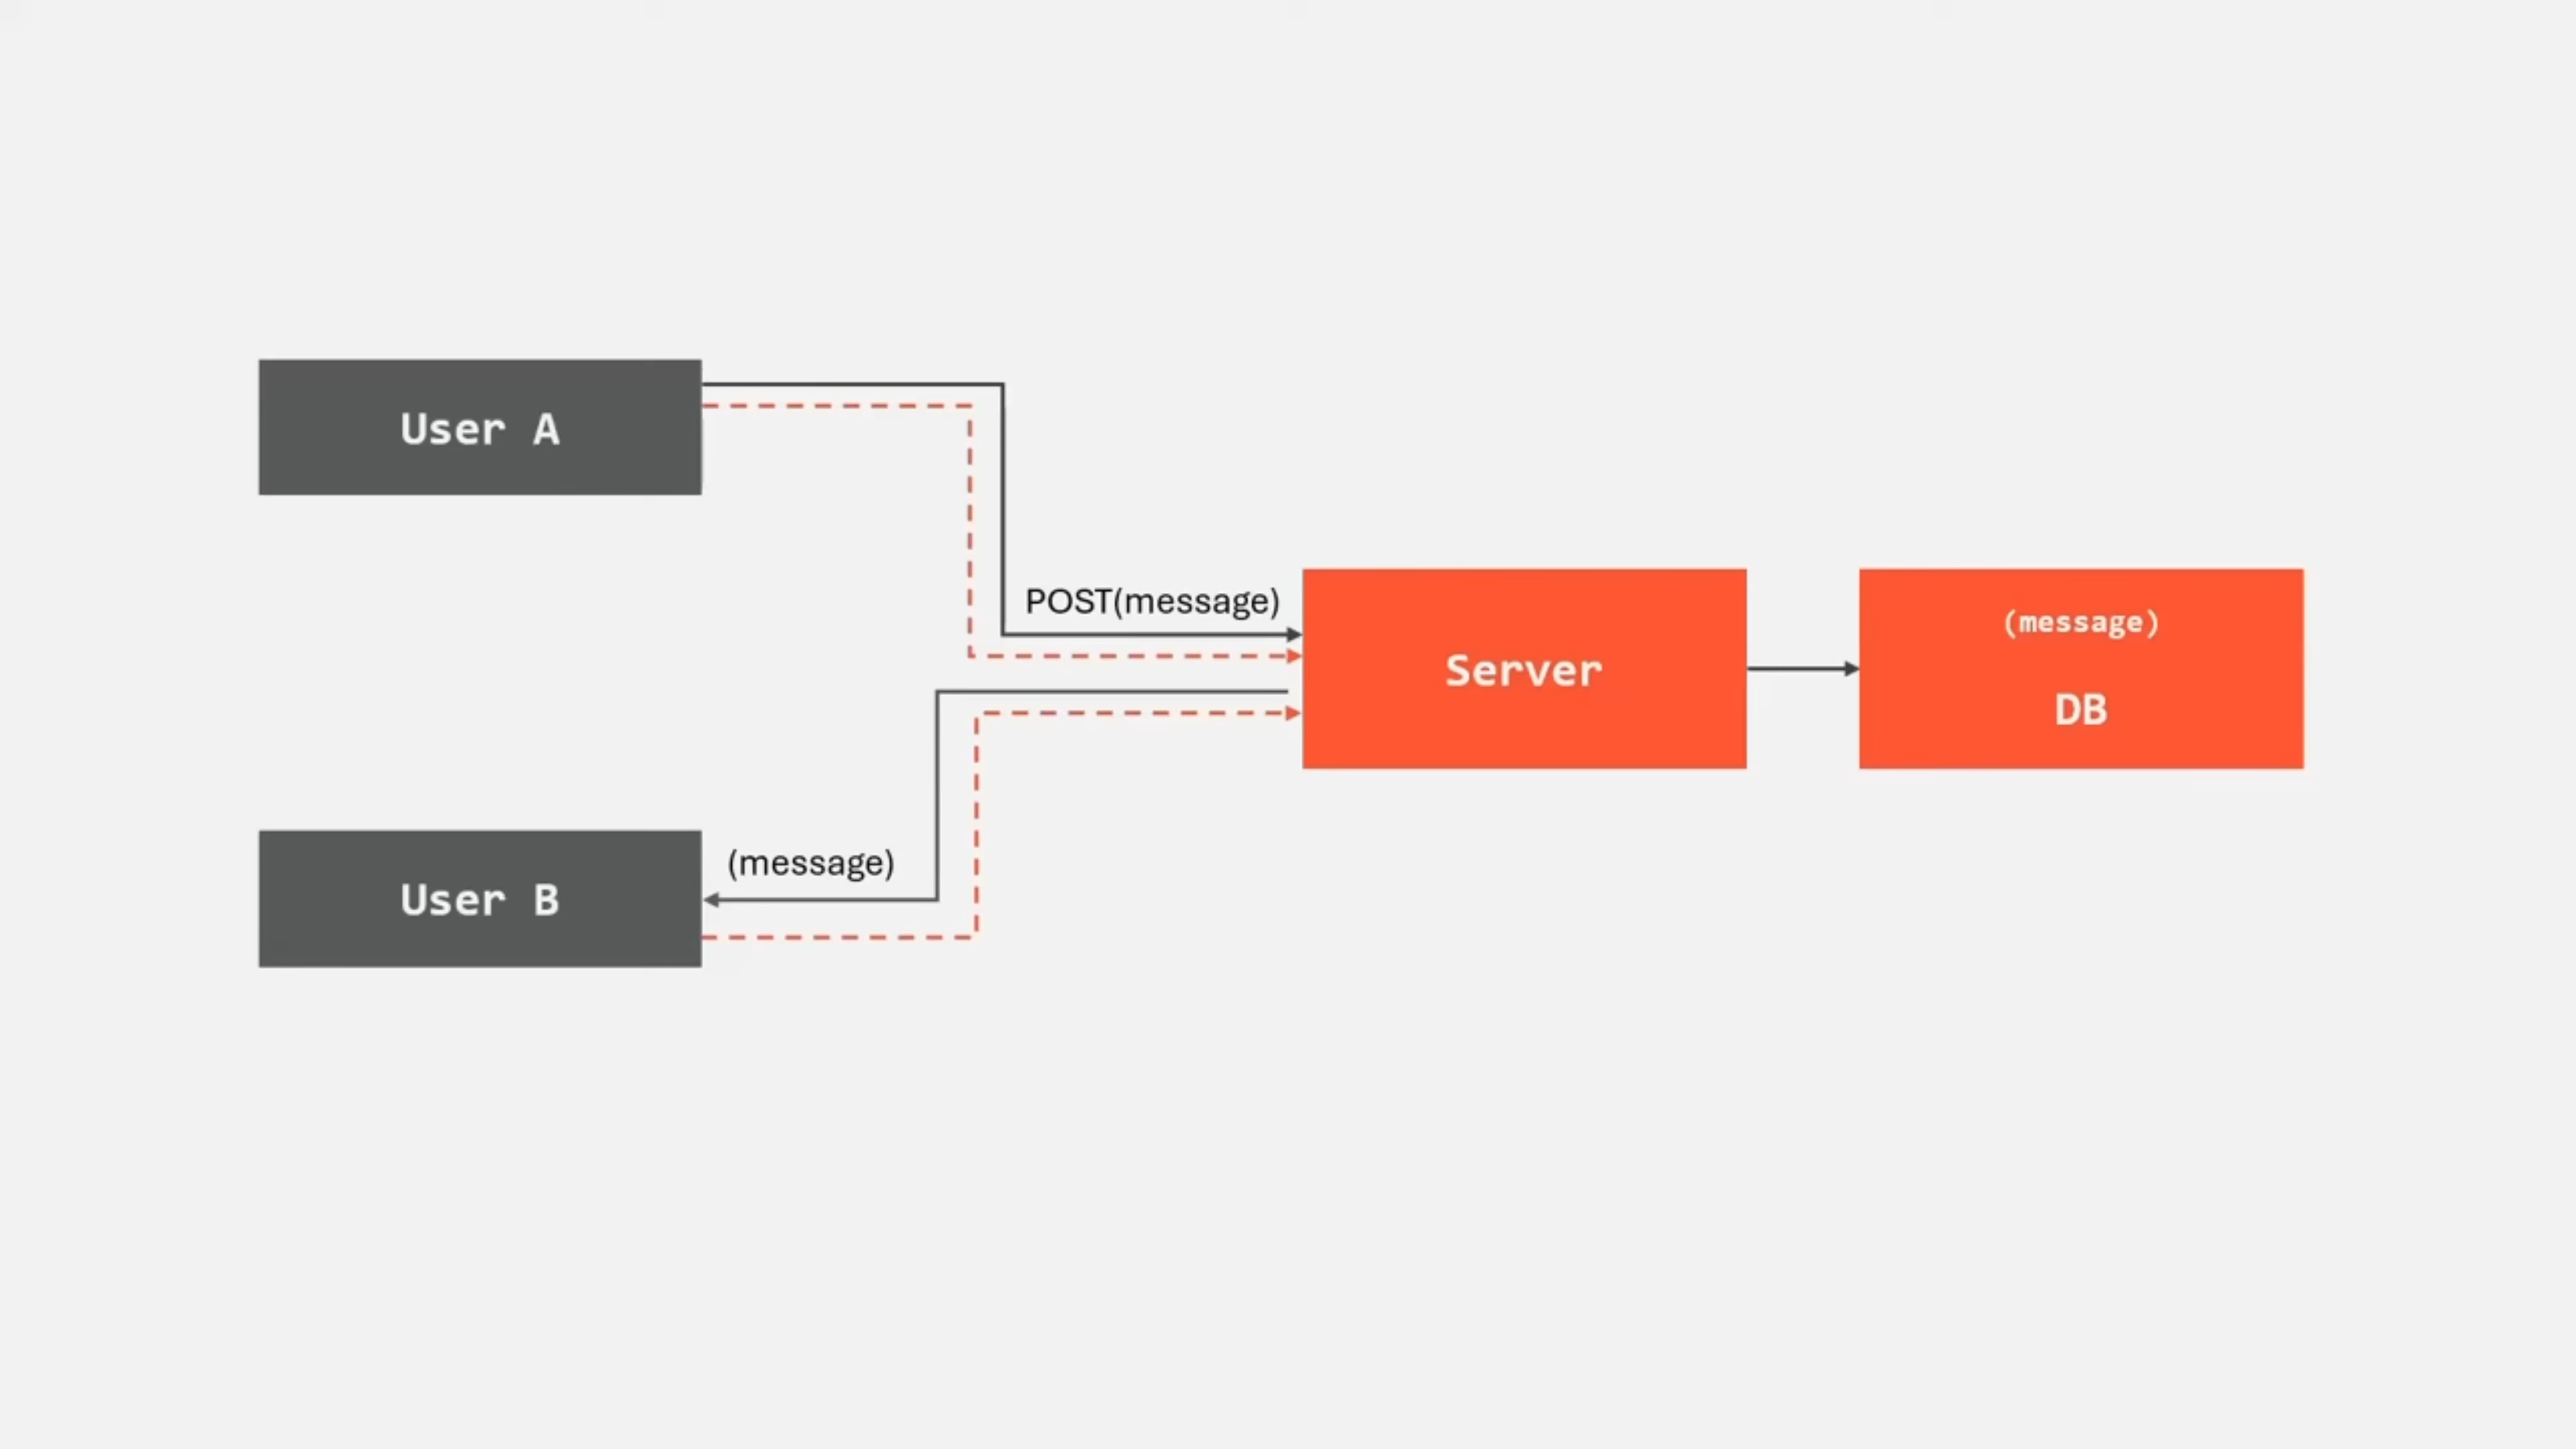 User A
POST(message)
Server
(message)
DB
(message)
User B